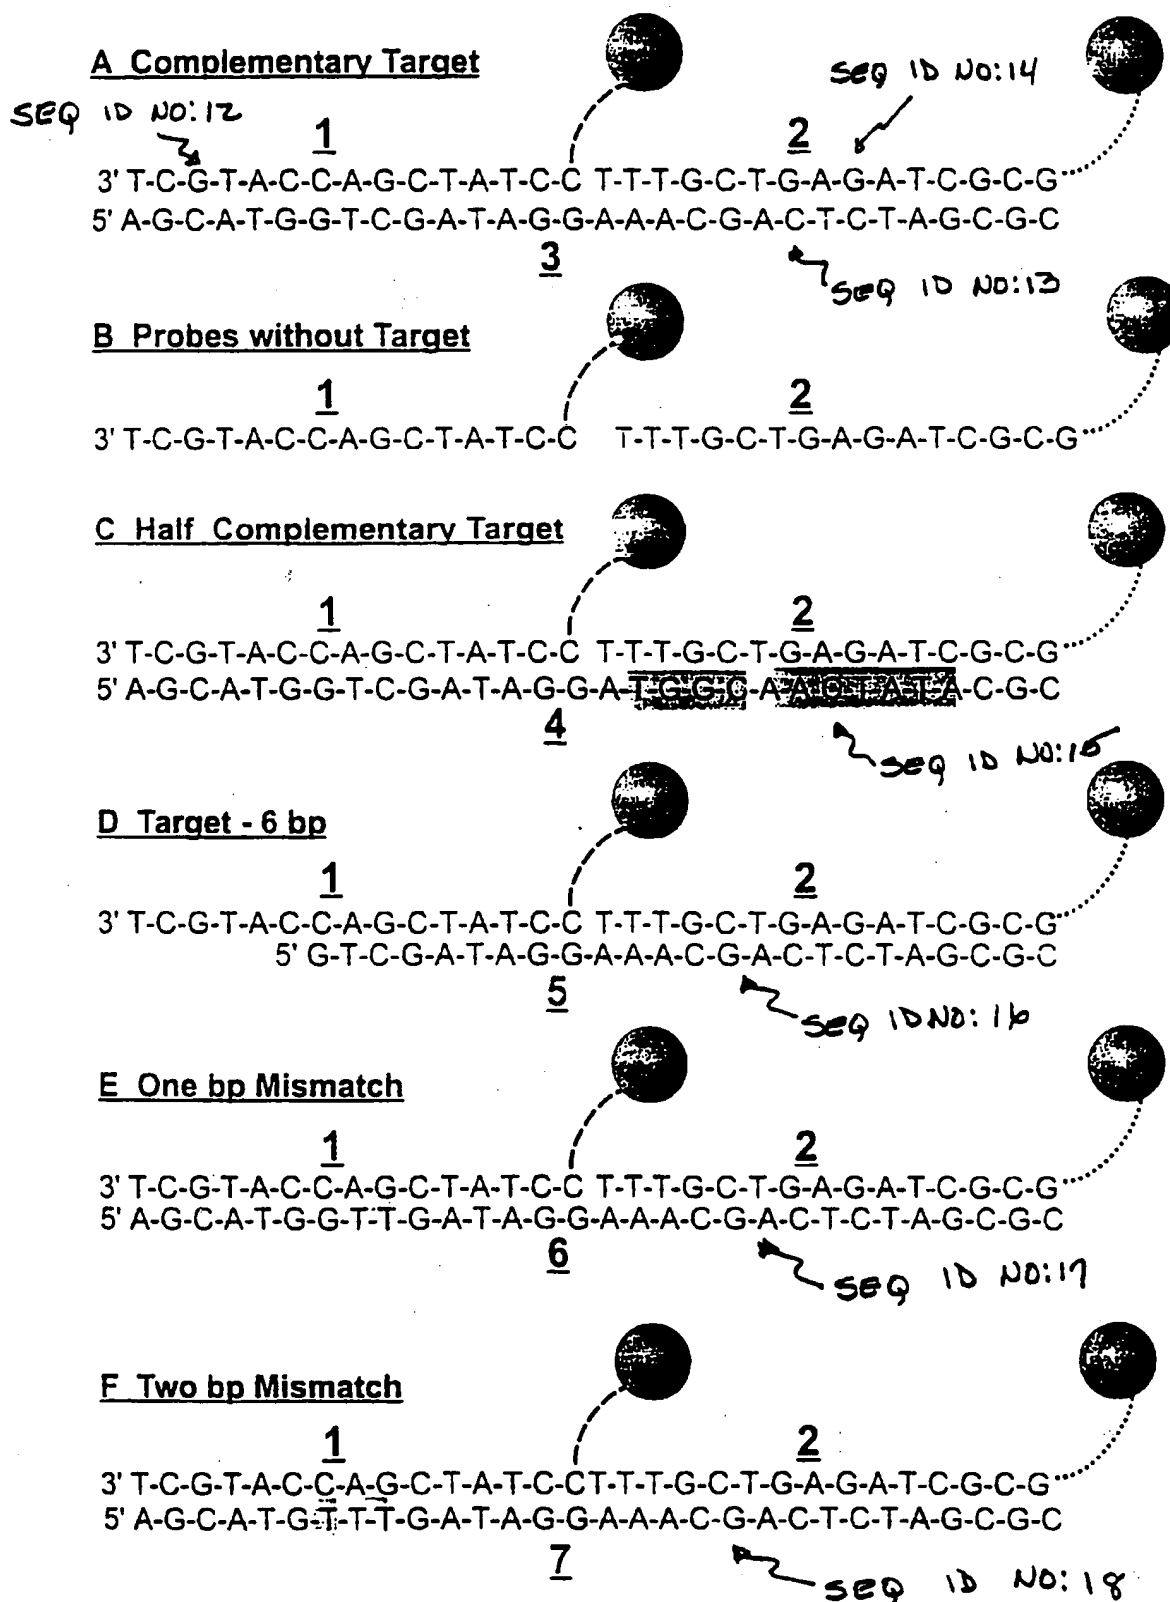 A Complementary Target
SEQ ID NO:14
SEQ ID NO:12
1 2
3' T-C-G-T-A-C-C-A-G-C-T-A-T-C-C T-T-T-G-C-T-G-A-G-A-T-C-G-C-G
5' A-G-C-A-T-G-G-T-C-G-A-T-A-G-G-A-A-A-C-G-A-C-T-C-T-A-G-C-G-C
3
SEQ ID NO:13
B Probes without Target
1 2
3' T-C-G-T-A-C-C-A-G-C-T-A-T-C-C T-T-T-G-C-T-G-A-G-A-T-C-G-C-G
C Half Complementary Target
1 2
3' T-C-G-T-A-C-C-A-G-C-T-A-T-C-C T-T-T-G-C-T-G-A-G-A-T-C-G-C-G
5' A-G-C-A-T-G-G-T-C-G-A-T-A-G-G-A-T-G-G-C-A-A-C-T-A-T-A-C-G-C
4
SEQ ID NO:15
D Target - 6 bp
1 2
3' T-C-G-T-A-C-C-A-G-C-T-A-T-C-C T-T-T-G-C-T-G-A-G-A-T-C-G-C-G
5' G-T-C-G-A-T-A-G-G-A-A-A-C-G-A-C-T-C-T-A-G-C-G-C
5
SEQ ID NO:16
E One bp Mismatch
1 2
3' T-C-G-T-A-C-C-A-G-C-T-A-T-C-C T-T-T-G-C-T-G-A-G-A-T-C-G-C-G
5' A-G-C-A-T-G-G-T-T-G-A-T-A-G-G-A-A-A-C-G-A-C-T-C-T-A-G-C-G-C
6
SEQ ID NO:17
F Two bp Mismatch
1 2
3' T-C-G-T-A-C-C-A-G-C-T-A-T-C-C-T-T-T-G-C-T-G-A-G-A-T-C-G-C-G
5' A-G-C-A-T-G-T-T-T-G-A-T-A-G-G-A-A-A-C-G-A-C-T-C-T-A-G-C-G-C
7
SEQ ID NO:18